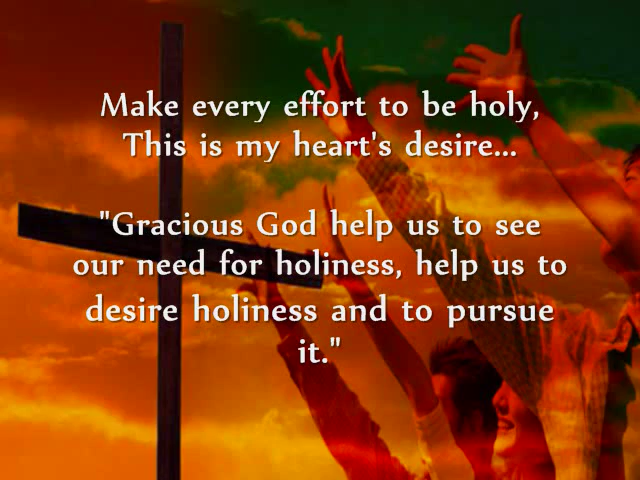 Make every effort to be holy,
This is my heart's desire...
"Gracious God help us to see
our need for holiness, help us to
desire holiness and to pursue
it."